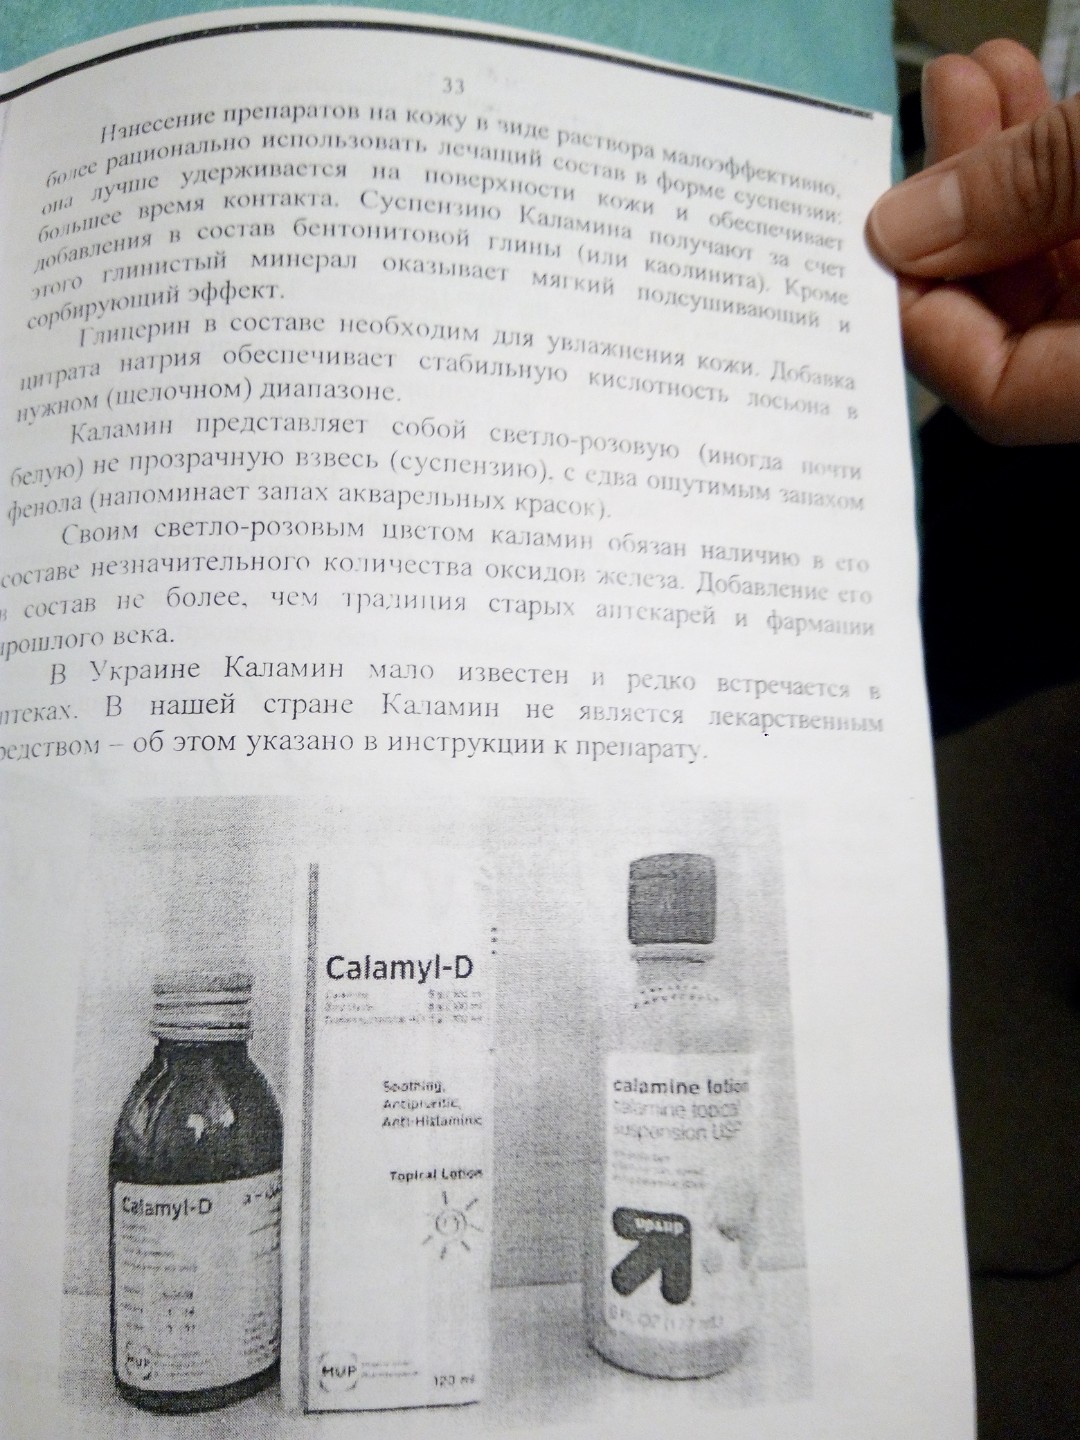 33
Нанесение препаратов на кожу в виде раствора малоэффективно,
более рационально использовать лечащий состав в форме суспензии:
она лучше удерживается на поверхности кожи и обеспечивает
большее время контакта. Суспензию Каламина получают за счет
добавления в состав бентонитовой глины (или каолинита). Кроме
этого глинистый минерал оказывает мягкий подсушивающий и
сорбирующий эффект.
Глицерин в составе необходим для увлажнения кожи. Добавка
цитрата натрия обеспечивает стабильную кислотность лосьона в
нужном (щелочном) диапазоне.
Каламин представляет собой светло-розовую (иногда почти
белую) не прозрачную взвесь (суспензию), с едва ощутимым запахом
фенола (напоминает запах акварельных красок).
Своим светло-розовым цветом каламин обязан наличию в его
составе незначительного количества оксидов железа. Добавление его
в состав не более, чем традиция старых аптекарей и фармации
прошлого века.
В Украине Каламин мало известен и редко встречается в
птеках. В нашей стране Каламин не является лекарственным
редством – об этом указано в инструкции к препарату.
Calamyl-D
Soothing,
Antipruritic,
Anti-Histaminic
Topical Lotion
MUP
120 ml
Calamyl-D
MUP
calamine lotion
calamine topical
suspension USP
up&up